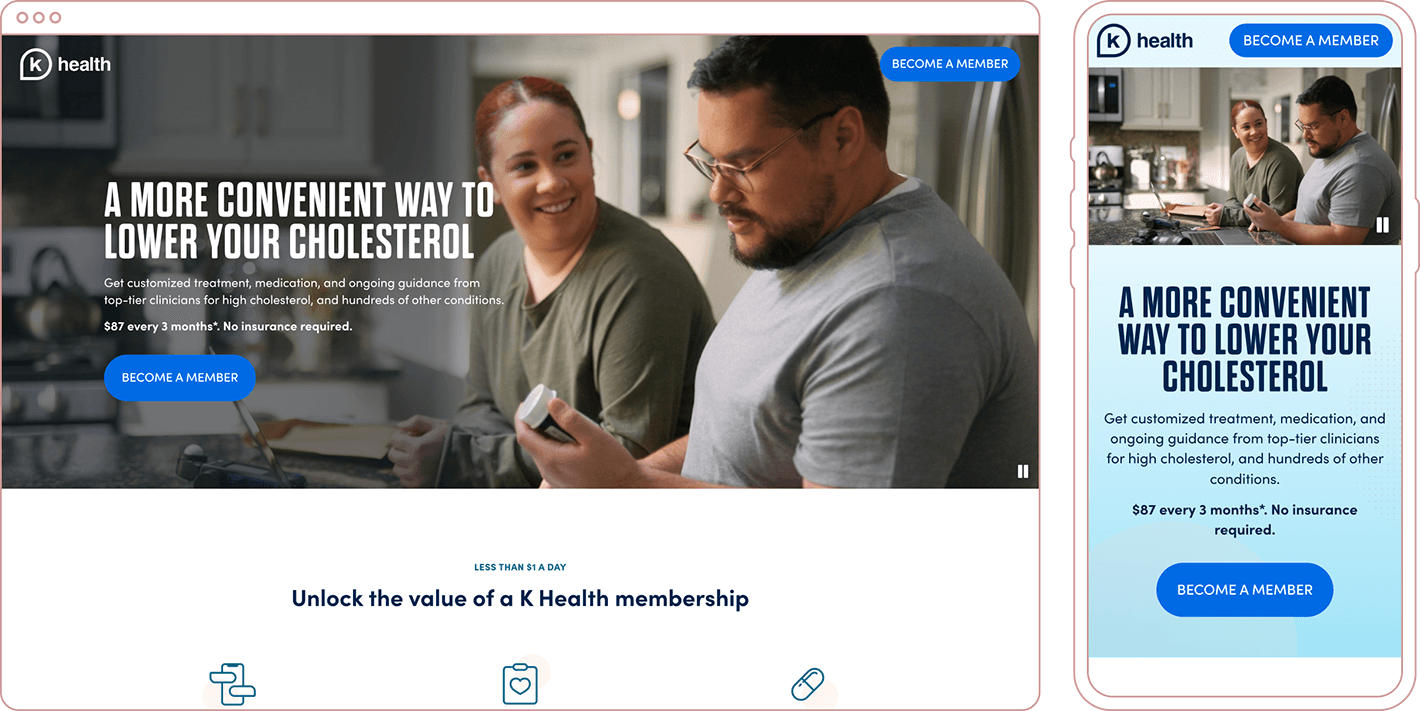 K health
BECOME A MEMBER
A MORE CONVENIENT WAY TO
LOWER YOUR CHOLESTEROL
Get customized treatment, medication, and ongoing guidance from
top-tier clinicians for high cholesterol, and hundreds of other conditions.
$87 every 3 months*. No insurance required.
BECOME A MEMBER
LESS THAN $1 A DAY
Unlock the value of a K Health membership
K health
BECOME A MEMBER
A MORE CONVENIENT
WAY TO LOWER YOUR
CHOLESTEROL
Get customized treatment, medication, and
ongoing guidance from top-tier clinicians
for high cholesterol, and hundreds of other
conditions.
$87 every 3 months*. No insurance
required.
BECOME A MEMBER